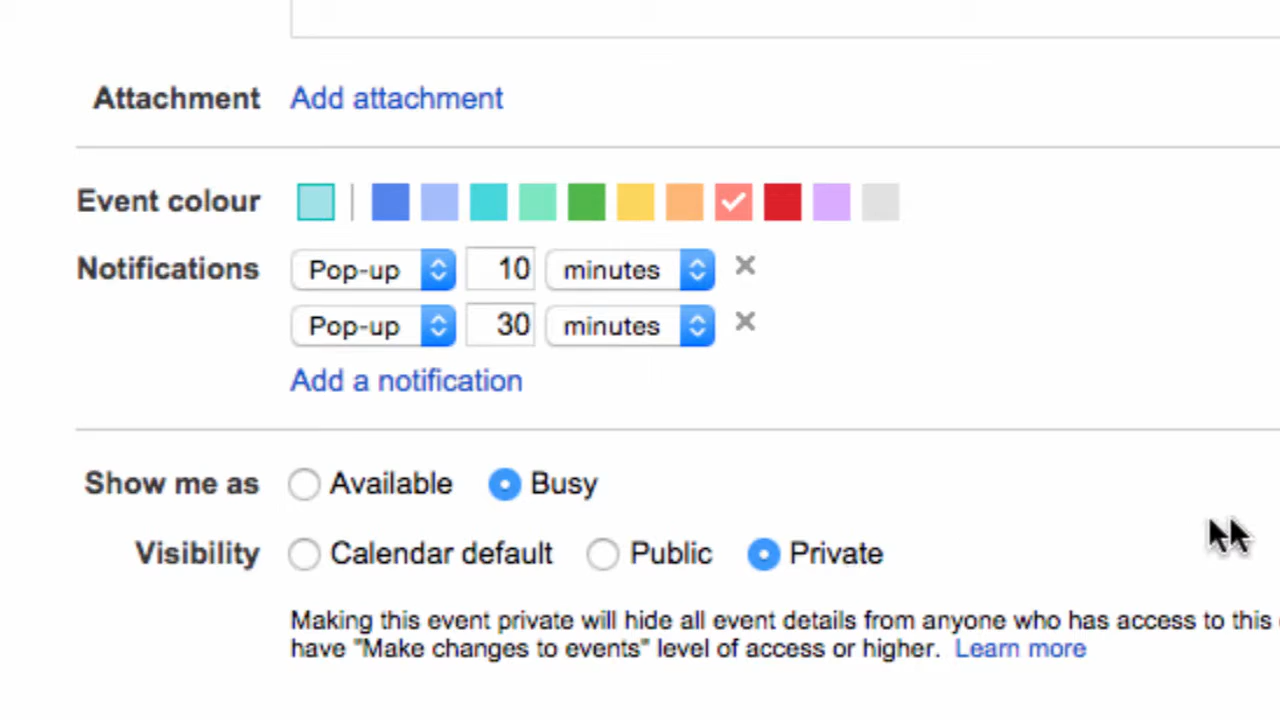 Attachment Add attachment
Event colour
Notifications Pop-up 10 minutes
Pop-up 30 minutes
Add a notification
Show me as Available Busy
Visibility Calendar default Public Private
Making this event private will hide all event details from anyone who has access to this
have "Make changes to events" level of access or higher. Learn more